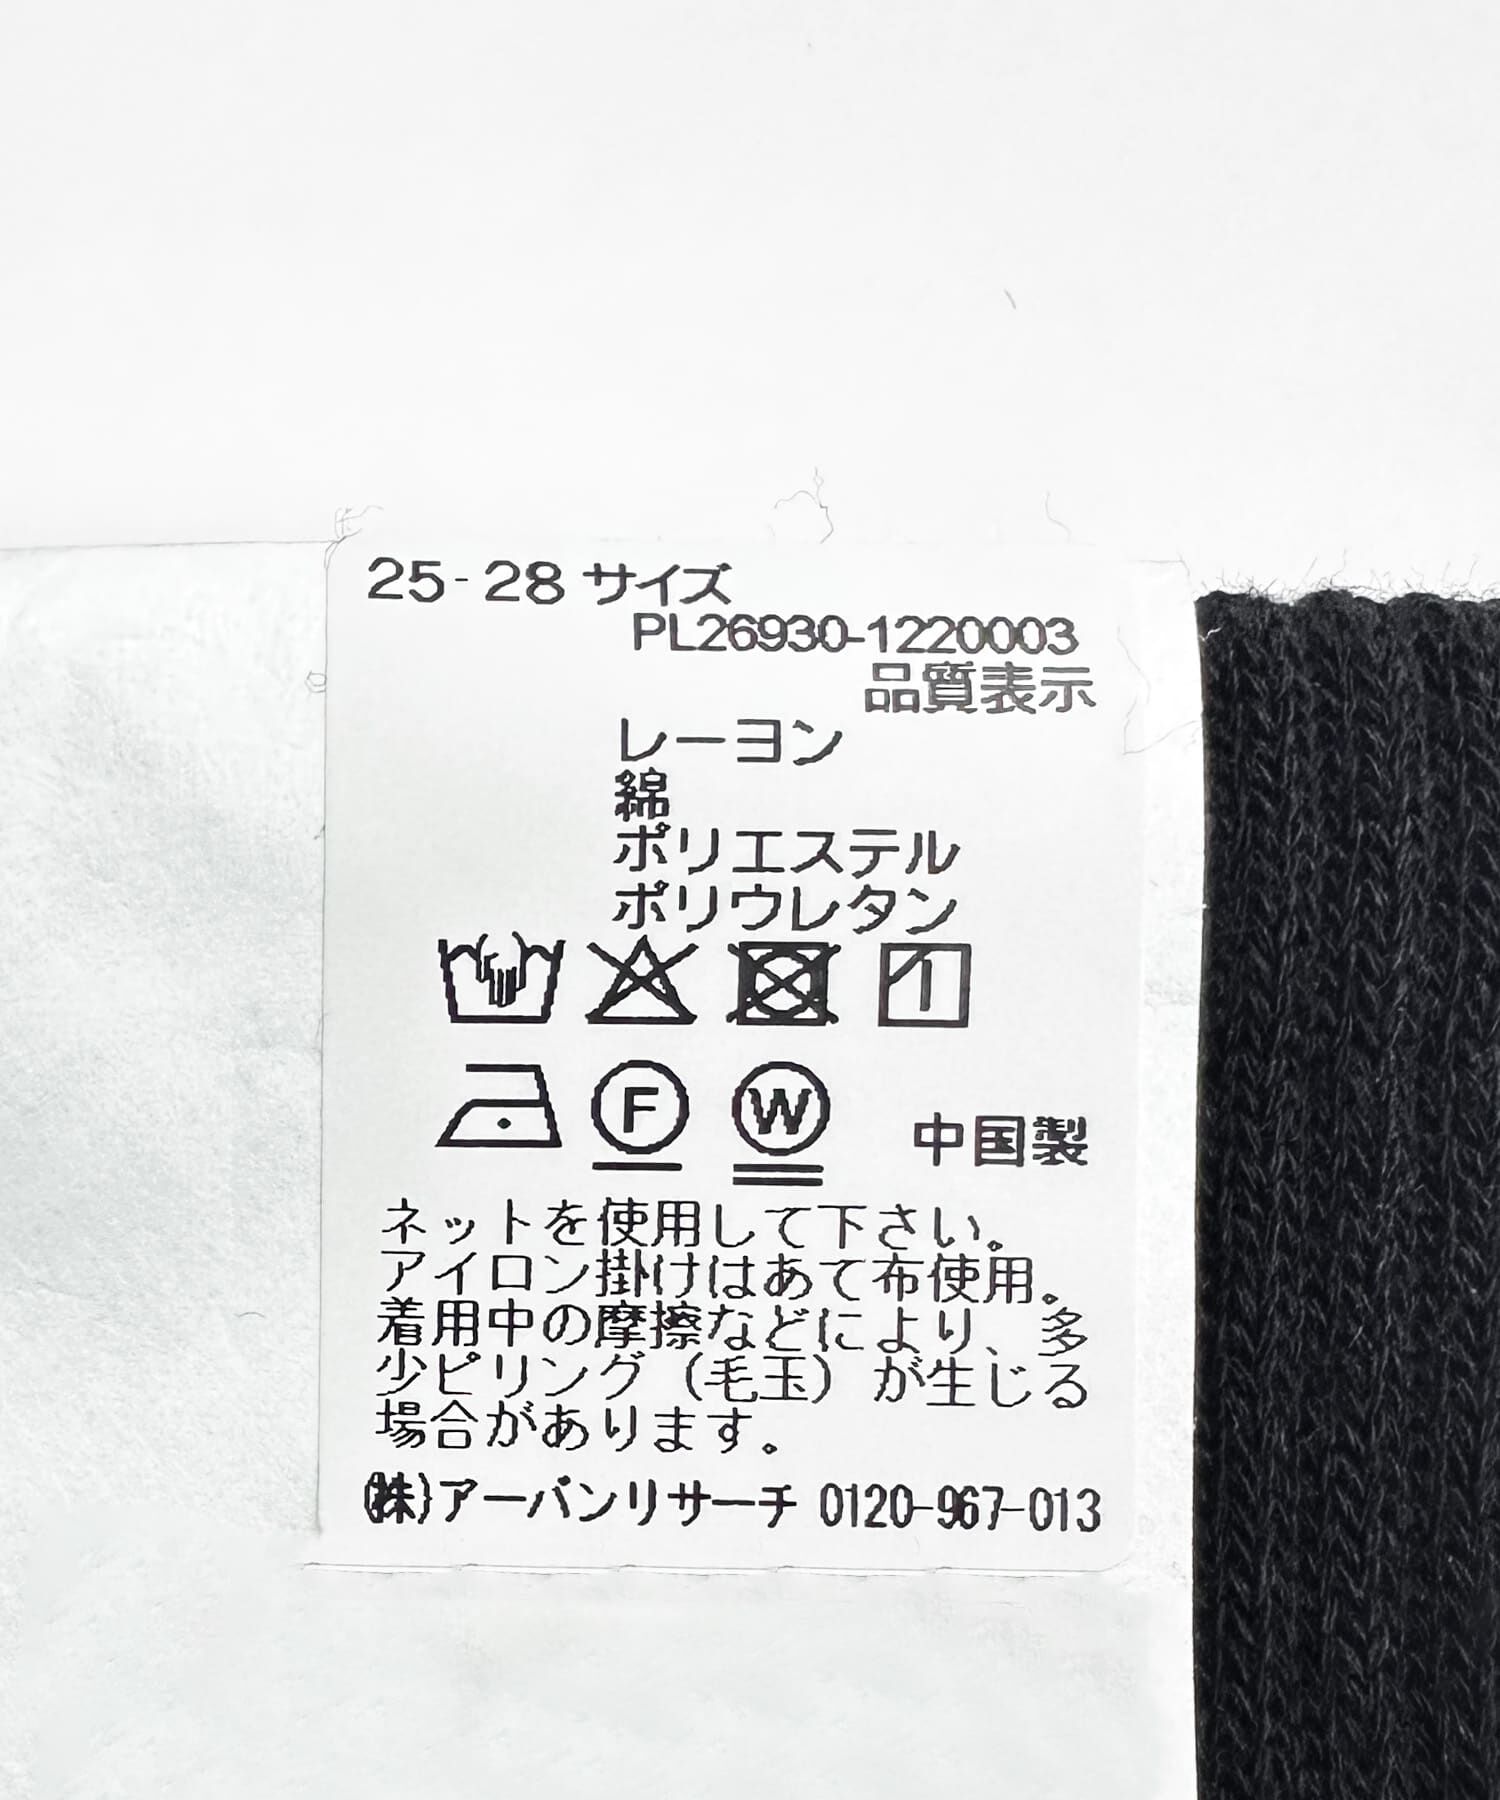 25-28 サイズ
PL26930-1220003
品質表示
レーヨン
綿
ポリエステル
ポリウレタン
F W 中国製
ネットを使用して下さい。
アイロン掛けはあて布使用。
着用中の摩擦などにより、多
少ピリング（毛玉）が生じる
場合があります。
(株)アーバンリサーチ 0120-967-013